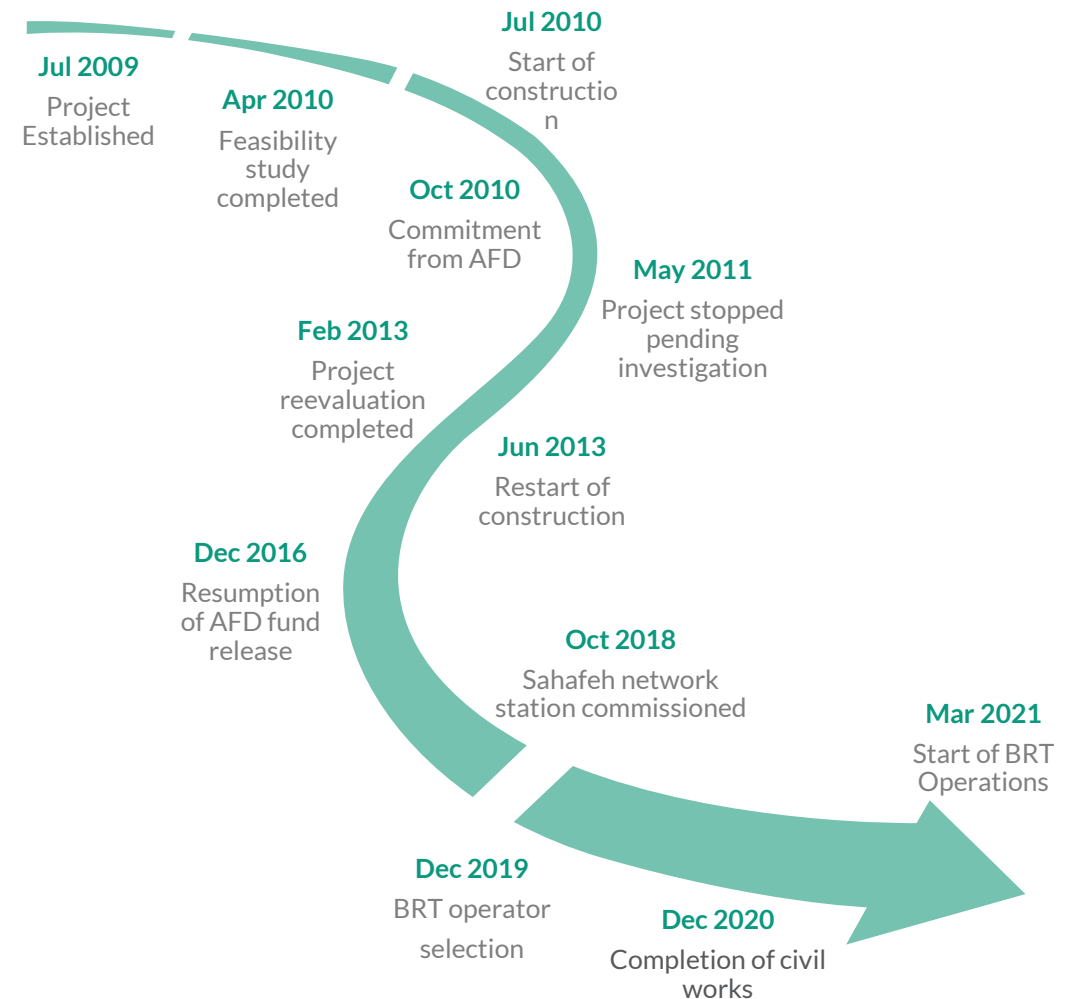 Jul 2009
Project
Established
Apr 2010
Feasibility
study
completed
Jul 2010
Start of
constructio
n
Oct 2010
Commitment
from AFD
May 2011
Project stopped
pending
investigation
Feb 2013
Project
reevaluation
completed
Jun 2013
Restart of
construction
Dec 2016
Resumption
of AFD fund
release
Oct 2018
Sahafeh network
station commissioned
Dec 2019
BRT operator
selection
Dec 2020
Completion of civil
works
Mar 2021
Start of BRT
Operations